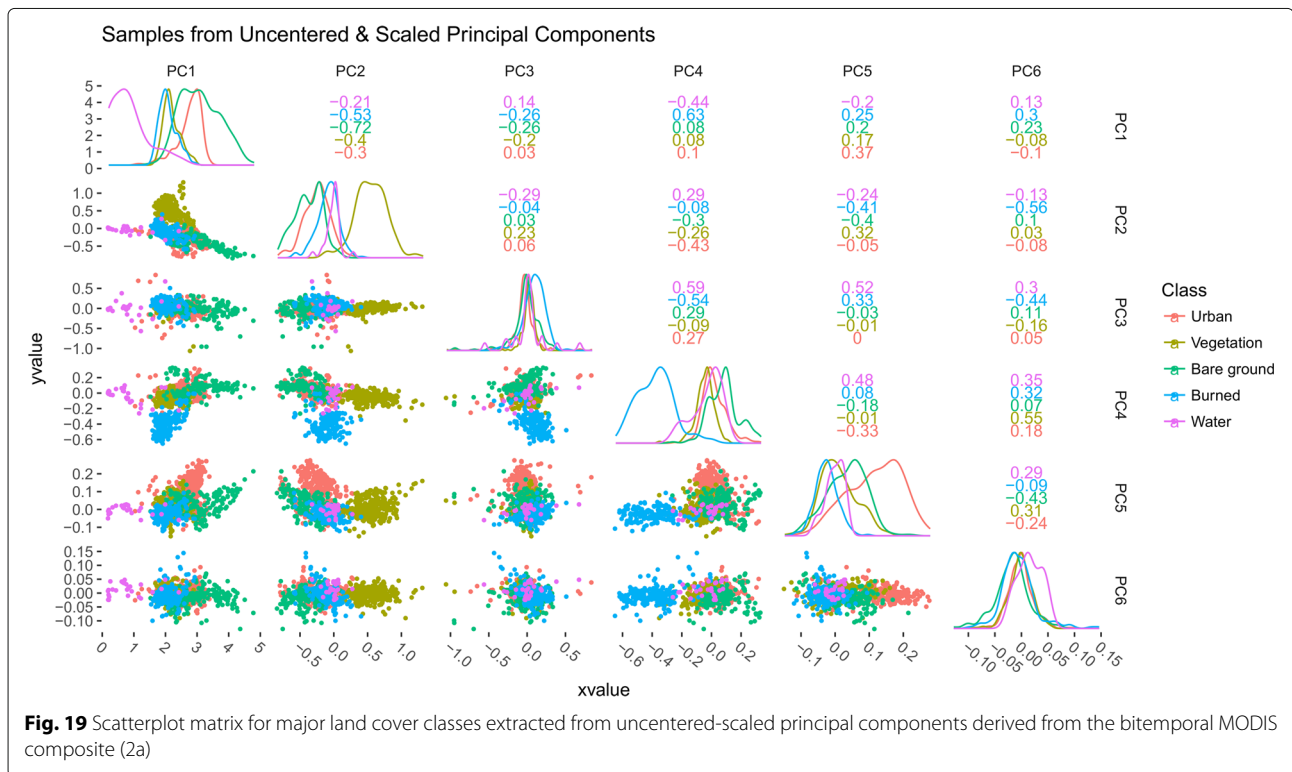 Samples from Uncentered & Scaled Principal Components
PC1 PC2 PC3 PC4 PC5 PC6
5
4
3
2
1
0
−0.21 0.14 −0.44 −0.2 0.13
−0.53 −0.26 0.63 0.25 0.3
−0.72 −0.26 0.08 0.2 0.23
−0.4 −0.2 0.08 0.17 −0.08
−0.3 0.03 0.1 0.37 −0.1
PC1
1.0
0.5
0.0
−0.5
−0.29 0.29 −0.24 −0.13
−0.04 −0.08 −0.41 −0.56
0.03 −0.3 −0.4 0.1
0.23 −0.26 0.32 0.03
0.06 −0.43 −0.05 −0.08
PC2
0.5
0.0
−0.5
−1.0
0.59 0.52 0.3
−0.54 0.33 −0.44
0.29 −0.03 0.11
−0.09 −0.01 −0.16
0.27 0 0.05
PC3
0.2
0.0
−0.2
−0.4
−0.6
0.48 0.35
0.08 0.32
−0.18 0.07
−0.01 0.55
−0.33 0.18
PC4
0.2
0.1
0.0
−0.1
0.29
−0.09
−0.43
0.31
−0.24
PC5
0.15
0.10
0.05
0.00
−0.05
−0.10
PC6
yvalue
0 1 2 3 4 5 −0.5 0.0 0.5 1.0 −1.0 −0.5 0.0 0.5 −0.6 −0.4 −0.2 0.0 0.2 −0.1 0.0 0.1 0.2 −0.10 −0.05 0.00 0.05 0.10 0.15
xvalue
Class
Urban
Vegetation
Bare ground
Burned
Water
Fig. 19 Scatterplot matrix for major land cover classes extracted from uncentered-scaled principal components derived from the bitemporal MODIS
composite (2a)